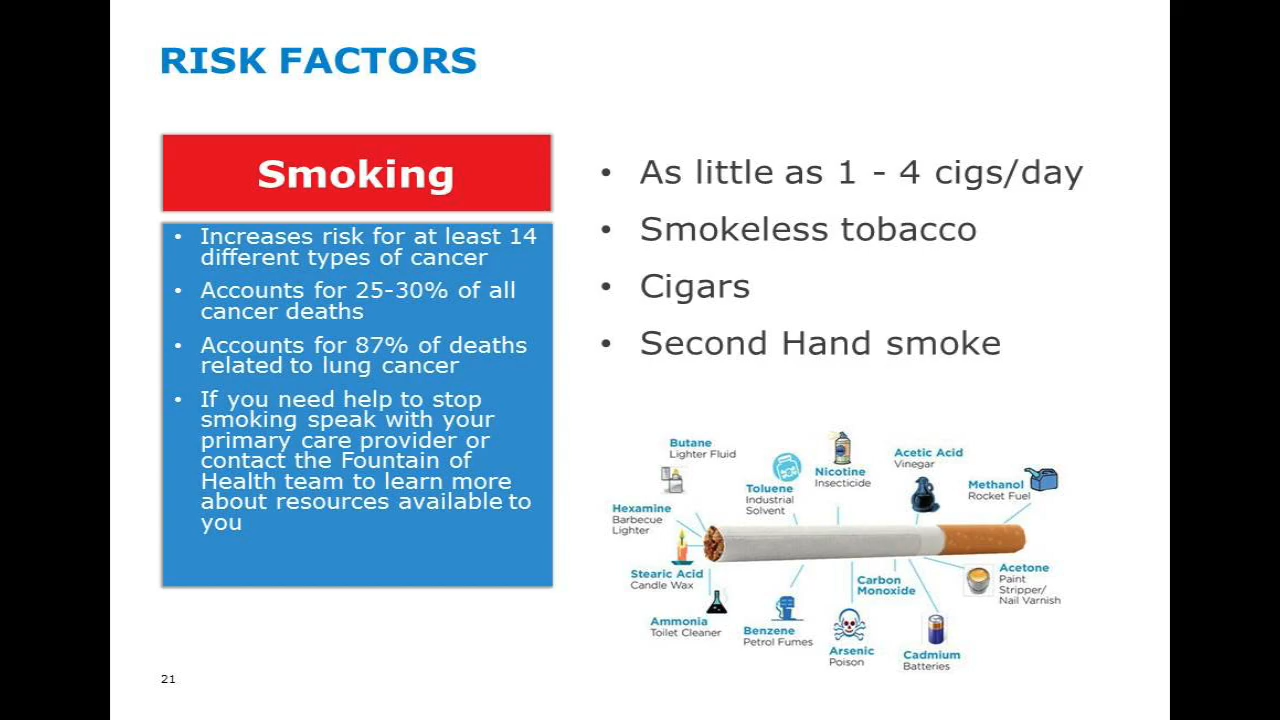 RISK FACTORS
Smoking
• Increases risk for at least 14
different types of cancer
• Accounts for 25-30% of all
cancer deaths
• Accounts for 87% of deaths
related to lung cancer
• If you need help to stop
smoking speak with your
primary care provider or
contact the Fountain of
Health team to learn more
about resources available to
you
• As little as 1 - 4 cigs/day
• Smokeless tobacco
• Cigars
• Second Hand smoke
Butane
Lighter Fluid
Toluene
Industrial
Solvent
Nicotine
Insecticide
Acetic Acid
Vinegar
Methanol
Rocket Fuel
Hexamine
Barbecue
Lighter
Stearic Acid
Candle Wax
Ammonia
Toilet Cleaner
Benzene
Petrol Fumes
Arsenic
Poison
Carbon
Monoxide
Cadmium
Batteries
Acetone
Paint
Stripper/
Nail Varnish
21